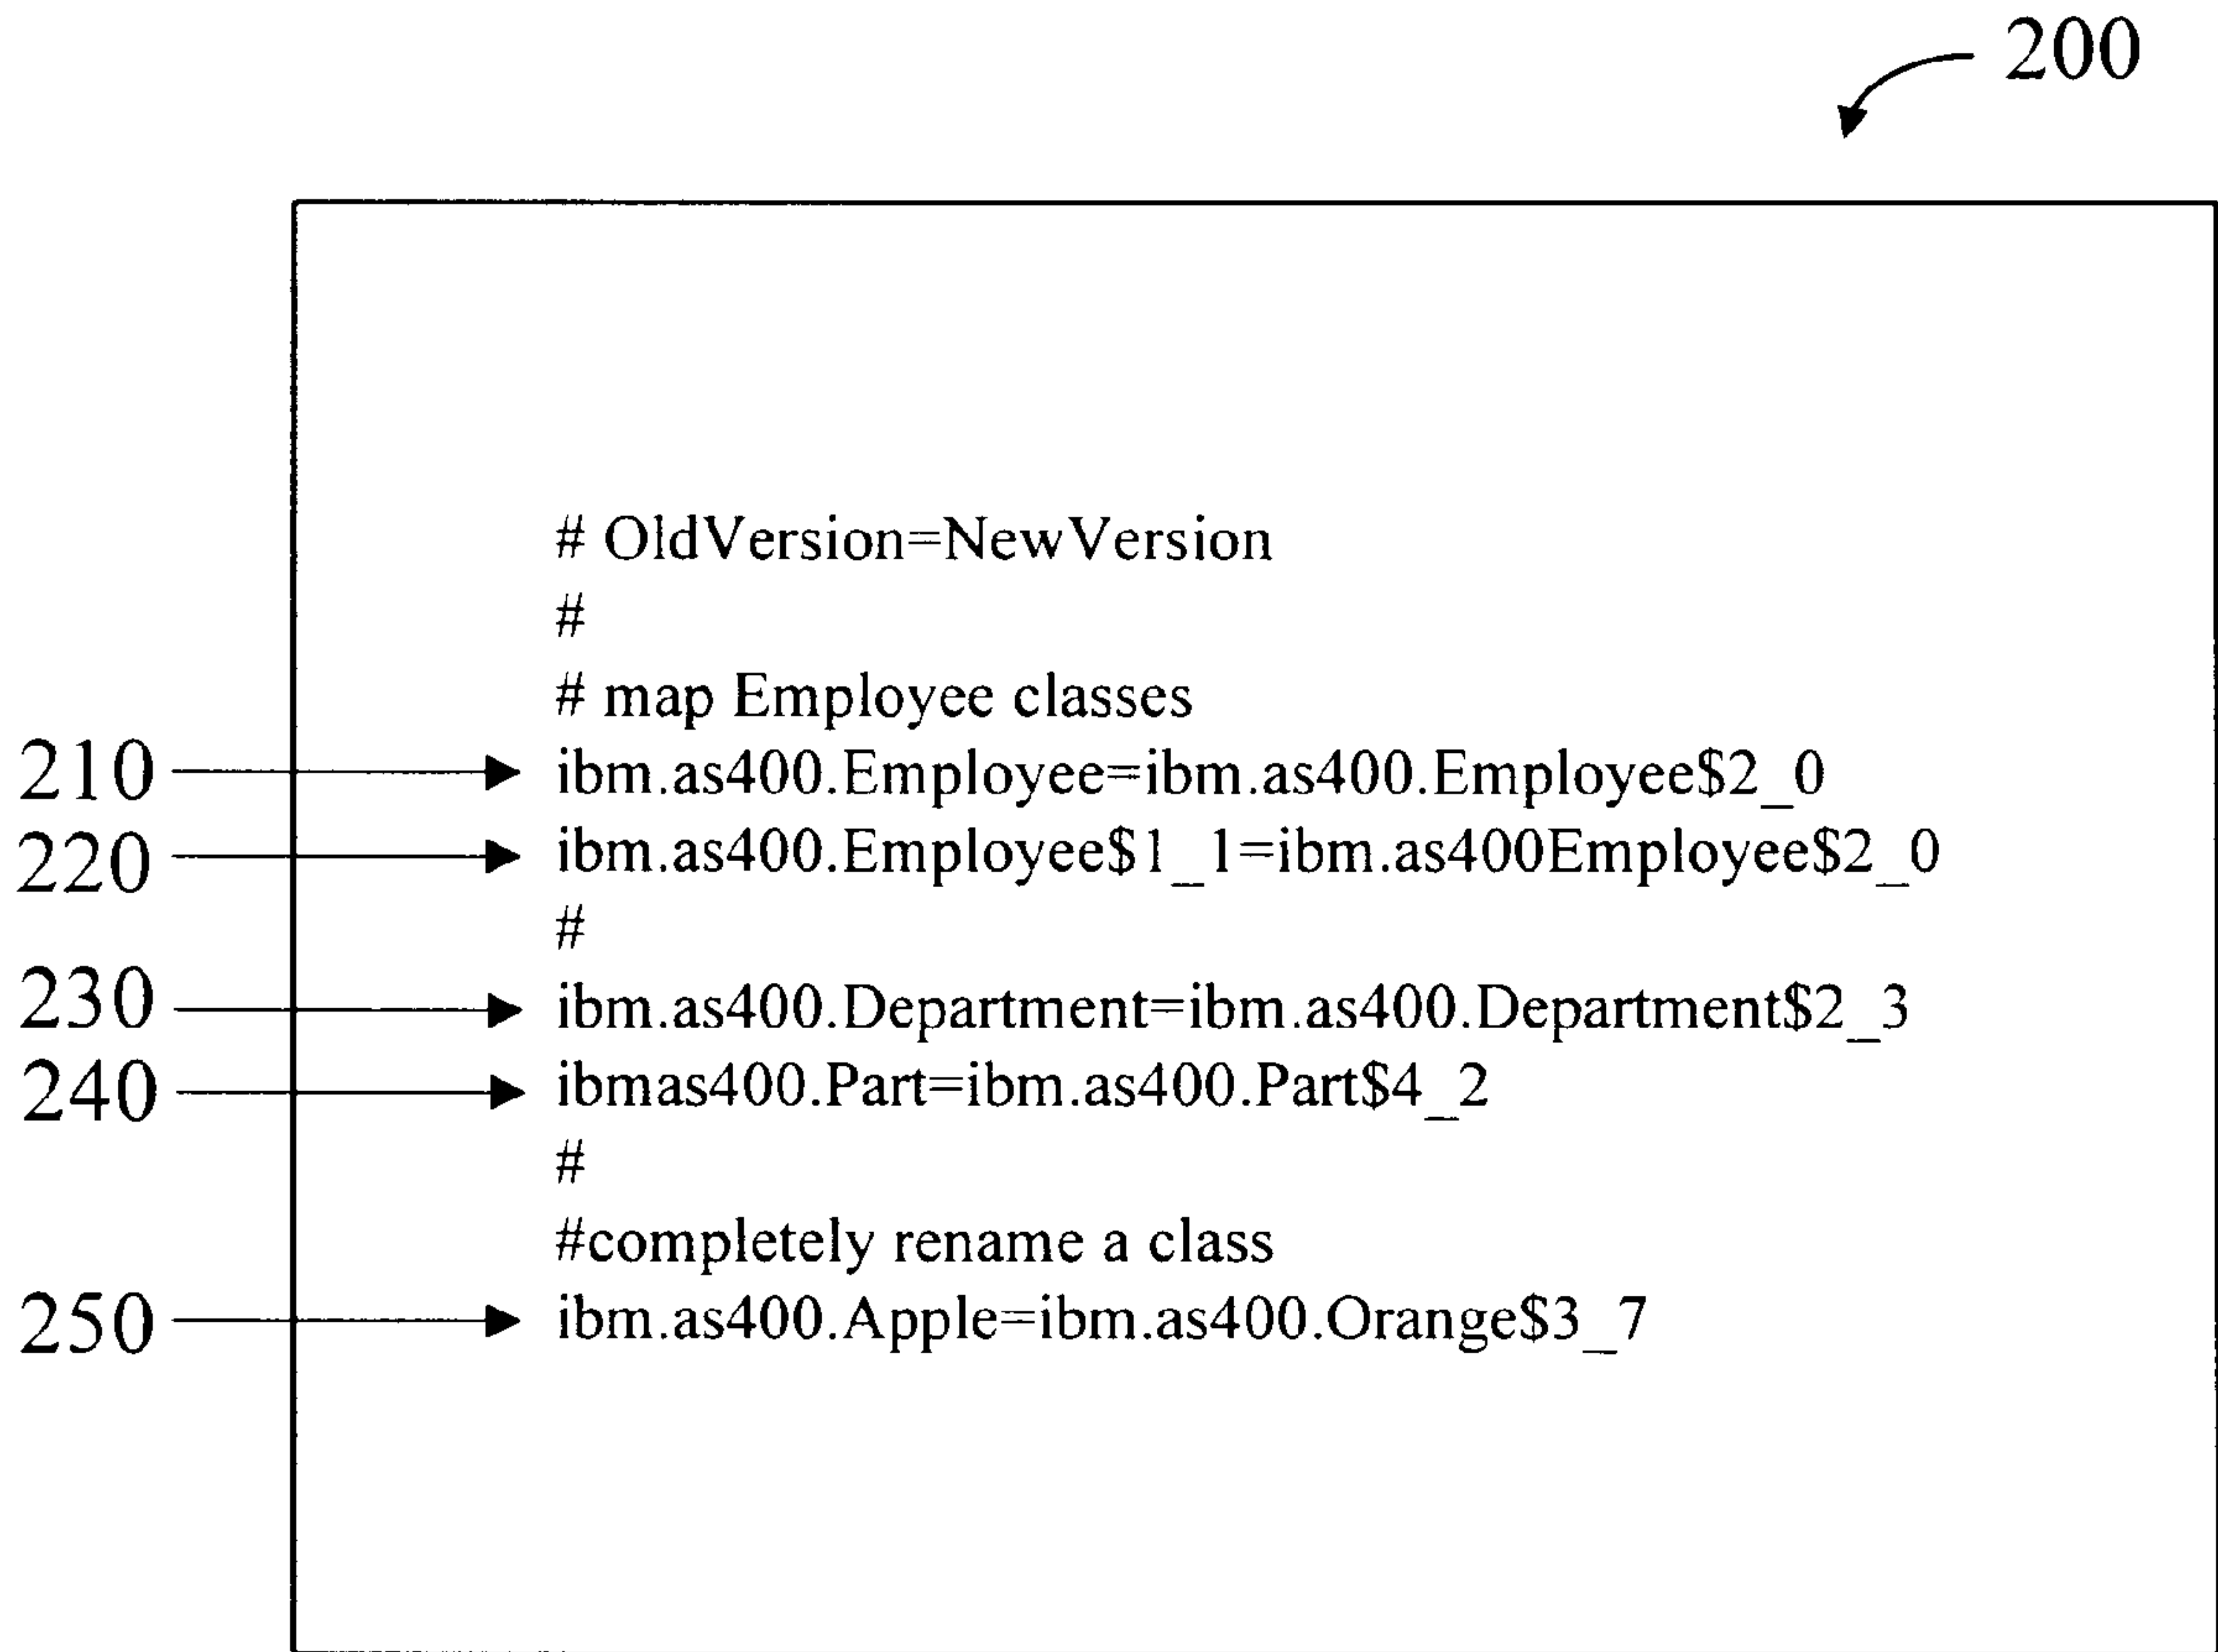 200
# OldVersion=NewVersion
#
# map Employee classes
210 ibm.as400.Employee=ibm.as400.Employee$2_0
220 ibm.as400.Employee$1_1=ibm.as400Employee$2_0
#
230 ibm.as400.Department=ibm.as400.Department$2_3
240 ibmas400.Part=ibm.as400.Part$4_2
#
#completely rename a class
250 ibm.as400.Apple=ibm.as400.Orange$3_7